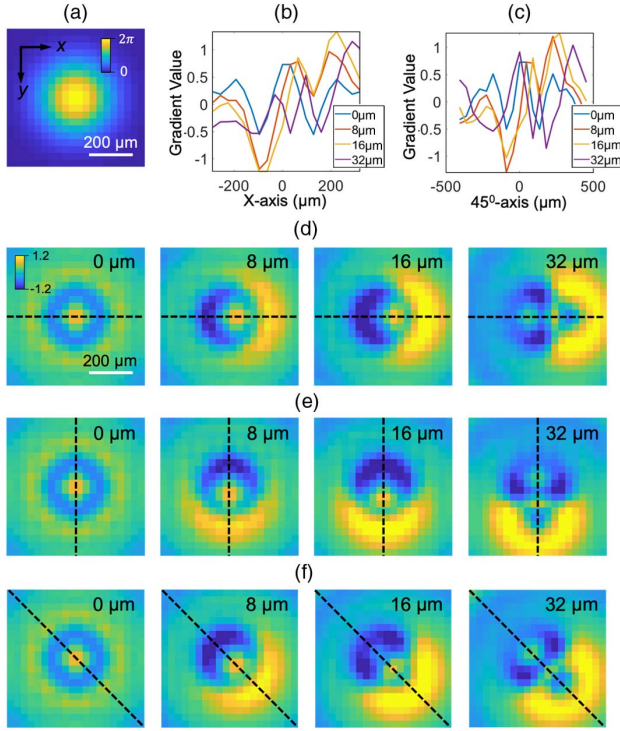 (a)
(b)
(c)
x
y
2π
0
200 μm
Gradient Value
1
0.5
0
-0.5
-1
-200
0
200
X-axis (μm)
0μm
8μm
16μm
32μm
Gradient Value
1
0.5
0
-0.5
-1
-500
0
500
45⁰-axis (μm)
0μm
8μm
16μm
32μm
(d)
1.2
-1.2
0 μm
8 μm
16 μm
32 μm
200 μm
(e)
0 μm
8 μm
16 μm
32 μm
(f)
0 μm
8 μm
16 μm
32 μm